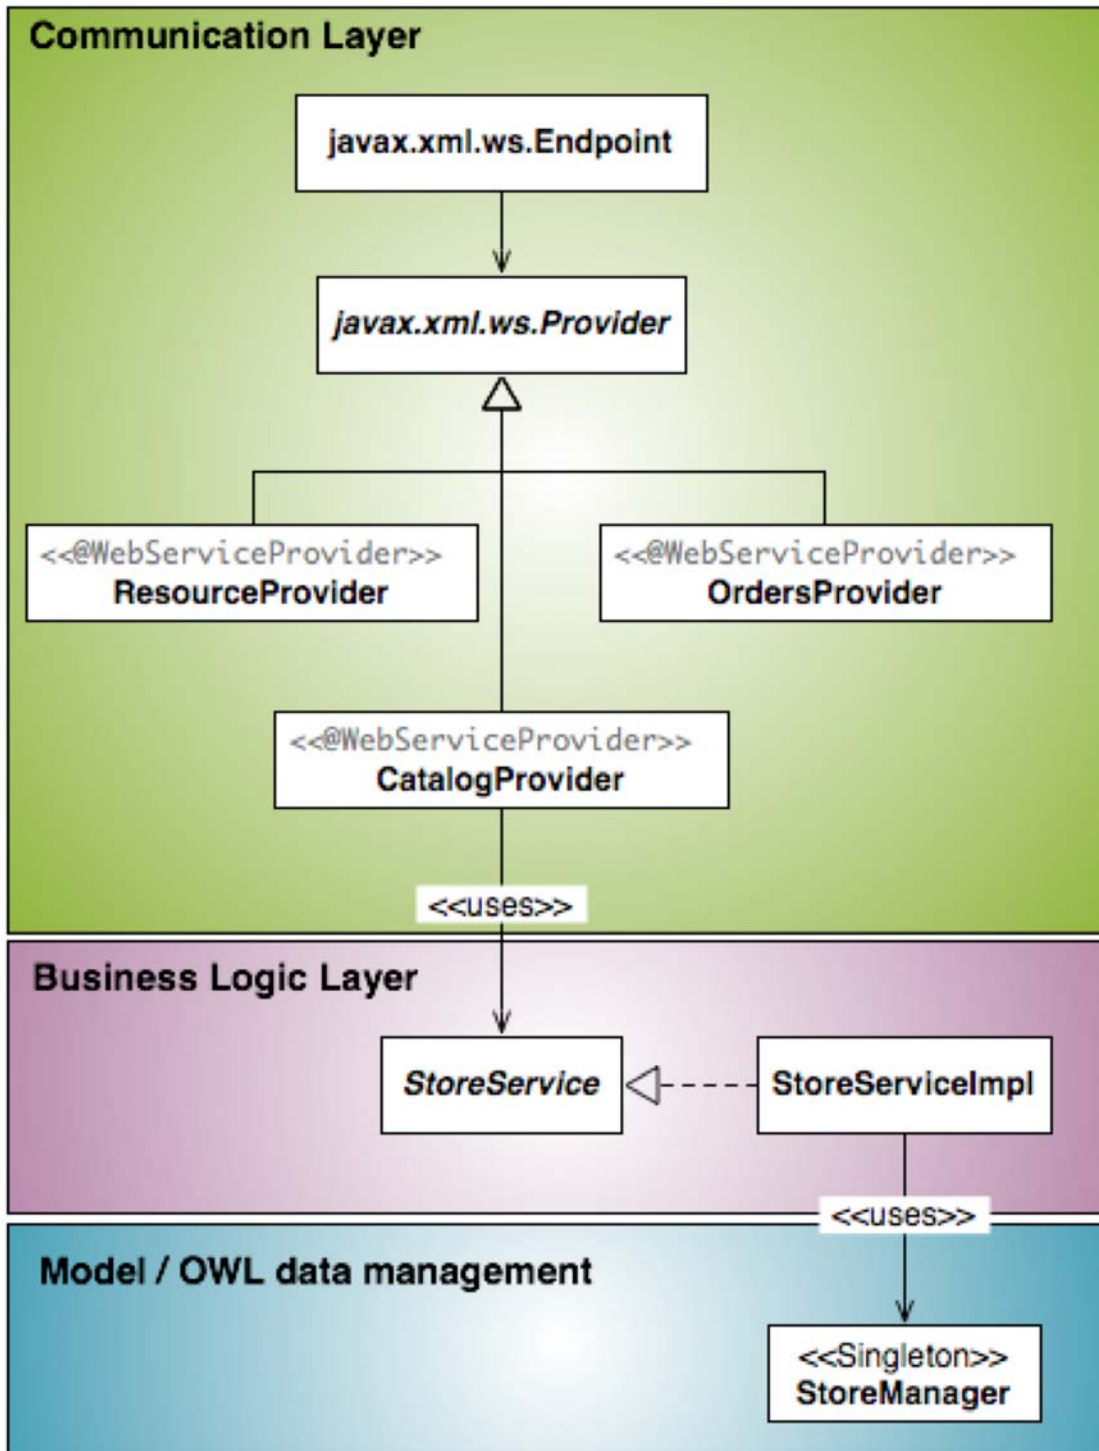 Communication Layer
javax.xml.ws.Endpoint
javax.xml.ws.Provider
<<@WebServiceProvider>>
ResourceProvider
<<@WebServiceProvider>>
OrdersProvider
<<@WebServiceProvider>>
CatalogProvider
<<uses>>
Business Logic Layer
StoreService
StoreServiceImpl
<<uses>>
Model / OWL data management
<<Singleton>>
StoreManager